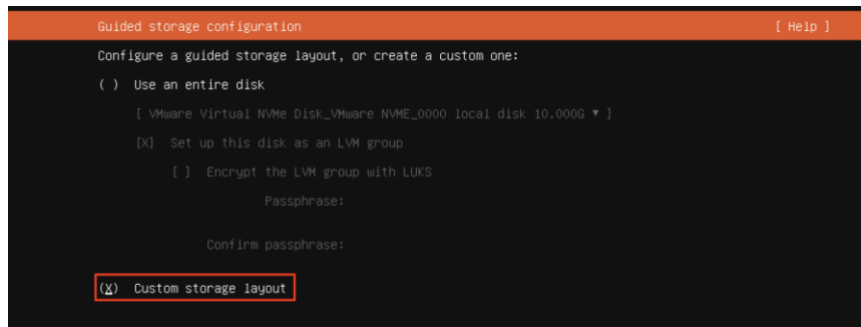 Guided storage configuration [ Help ]
Configure a guided storage layout, or create a custom one:
( ) Use an entire disk
[ VMware Virtual NVMe Disk_VMware NVME_0000 local disk 10.000G ▾ ]
[X] Set up this disk as an LVM group
[ ] Encrypt the LVM group with LUKS
Passphrase:
Confirm passphrase:
(X) Custom storage layout